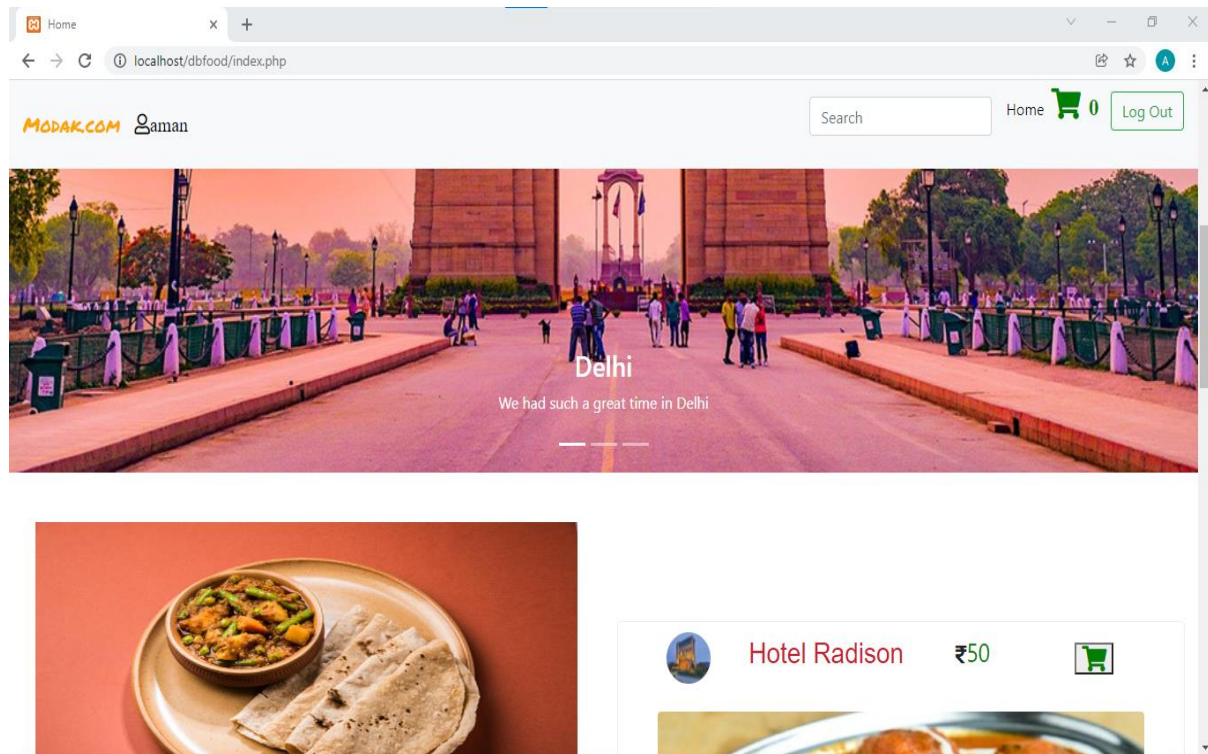 Home
localhost/dbfood/index.php
A
MODAK.COM aman
Search
Home
0
Log Out
Delhi
We had such a great time in Delhi
Hotel Radison
₹50